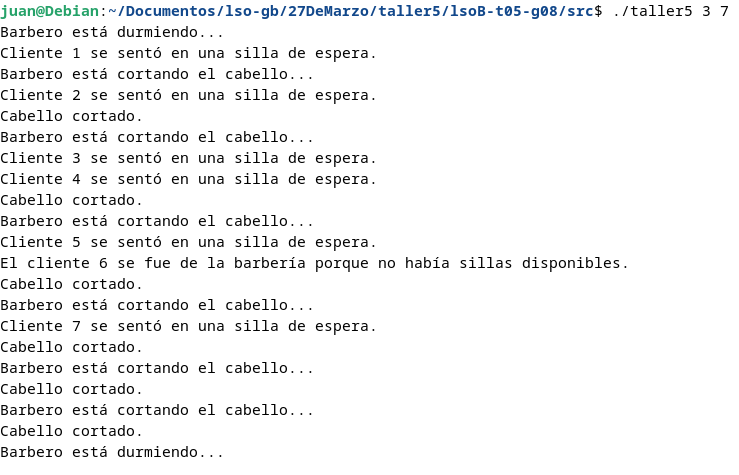 juan@Debian:~/Documentos/lso-gb/27DeMarzo/taller5/lsoB-t05-g08/src$ ./taller5 3 7
Barbero está durmiendo...
Cliente 1 se sentó en una silla de espera.
Barbero está cortando el cabello...
Cliente 2 se sentó en una silla de espera.
Cabello cortado.
Barbero está cortando el cabello...
Cliente 3 se sentó en una silla de espera.
Cliente 4 se sentó en una silla de espera.
Cabello cortado.
Barbero está cortando el cabello...
Cliente 5 se sentó en una silla de espera.
El cliente 6 se fue de la barbería porque no había sillas disponibles.
Cabello cortado.
Barbero está cortando el cabello...
Cliente 7 se sentó en una silla de espera.
Cabello cortado.
Barbero está cortando el cabello...
Cabello cortado.
Barbero está cortando el cabello...
Cabello cortado.
Barbero está durmiendo...